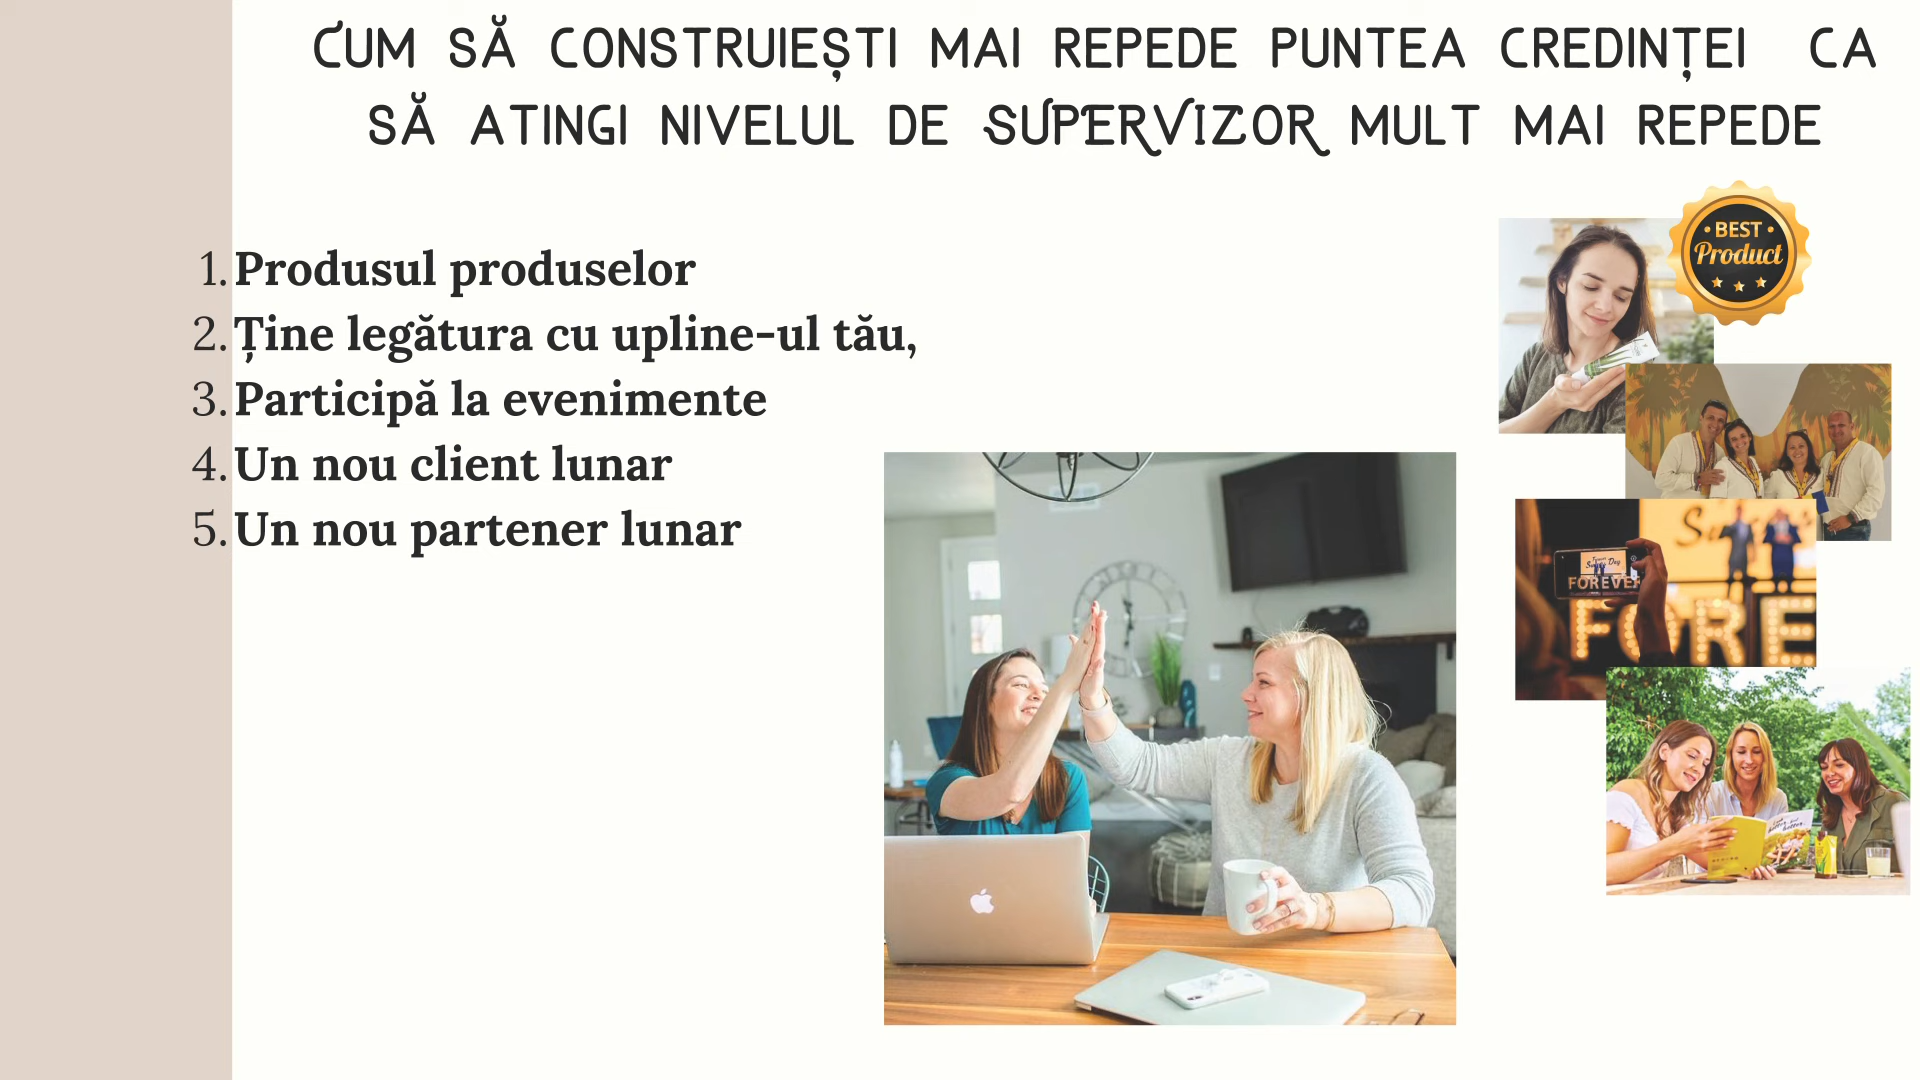 CUM SĂ CONSTRUIEȘTI MAI REPEDE PUNTEA CREDINȚEI CA
SĂ ATINGI NIVELUL DE SUPERVIZOR MULT MAI REPEDE
1. Produsul produselor
2. Ține legătura cu upline-ul tău,
3. Participă la evenimente
4. Un nou client lunar
5. Un nou partener lunar
BEST
Product
FOREVER
FORE